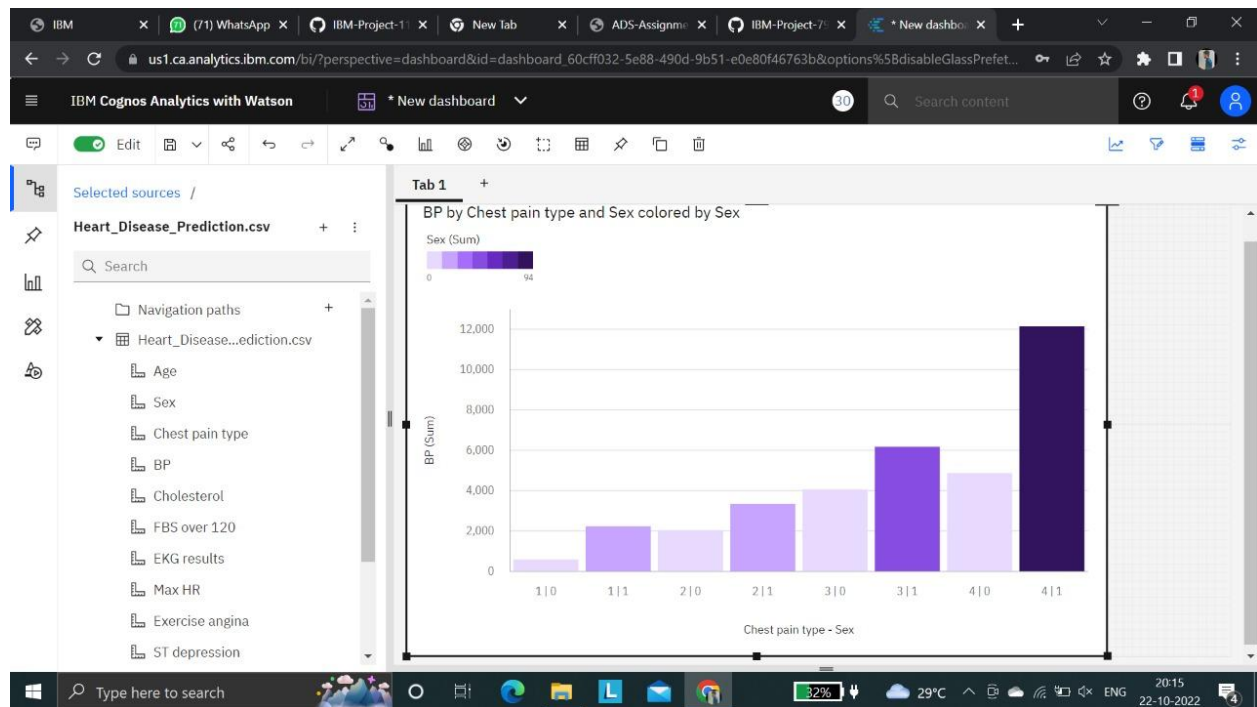 IBM
(71) WhatsApp
IBM-Project-11
New Tab
ADS-Assignme
IBM-Project-79
* New dashbo
us1.ca.analytics.ibm.com/bi/?perspective=dashboard&id=dashboard_60cff032-5e88-490d-9b51-e0e80f46763b&options%5BdisableGlassPrefet...
IBM Cognos Analytics with Watson
* New dashboard
30
Search content
1
Edit
Selected sources /
Tab 1 +
Heart_Disease_Prediction.csv
Search
Navigation paths
Heart_Disease...ediction.csv
Age
Sex
Chest pain type
BP
Cholesterol
FBS over 120
EKG results
Max HR
Exercise angina
ST depression
BP by Chest pain type and Sex colored by Sex
Sex (Sum)
0 94
BP (Sum)
12,000
10,000
8,000
6,000
4,000
2,000
0
1|0 1|1 2|0 2|1 3|0 3|1 4|0 4|1
Chest pain type - Sex
Type here to search
L
32%
29°C
ENG
20:15
22-10-2022
4